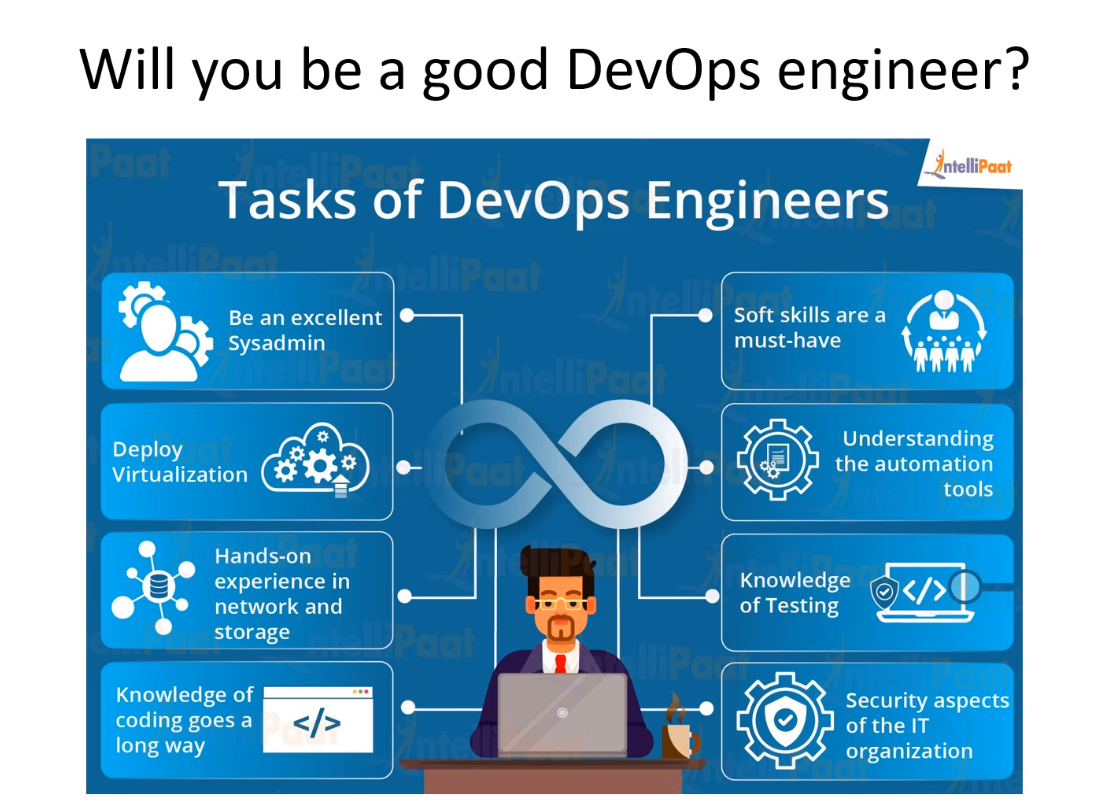 Will you be a good DevOps engineer?
IntelliPaat
Tasks of DevOps Engineers
Be an excellent
Sysadmin
Deploy
Virtualization
Hands-on
experience in
network and
storage
Knowledge of
coding goes a
long way
</>
Soft skills are a
must-have
Understanding
the automation
tools
Knowledge
of Testing
</>
Security aspects
of the IT
organization